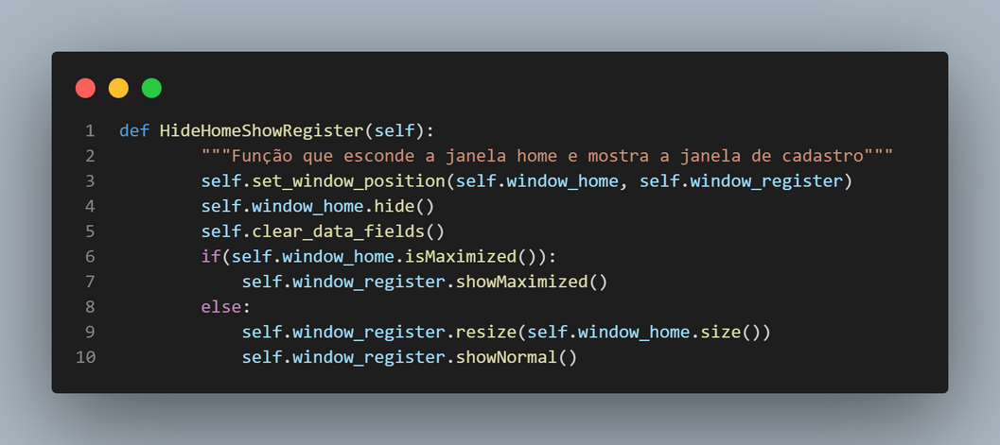 1 def HideHomeShowRegister(self):
2 """Função que esconde a janela home e mostra a janela de cadastro"""
3 self.set_window_position(self.window_home, self.window_register)
4 self.window_home.hide()
5 self.clear_data_fields()
6 if(self.window_home.isMaximized()):
7 self.window_register.showMaximized()
8 else:
9 self.window_register.resize(self.window_home.size())
10 self.window_register.showNormal()